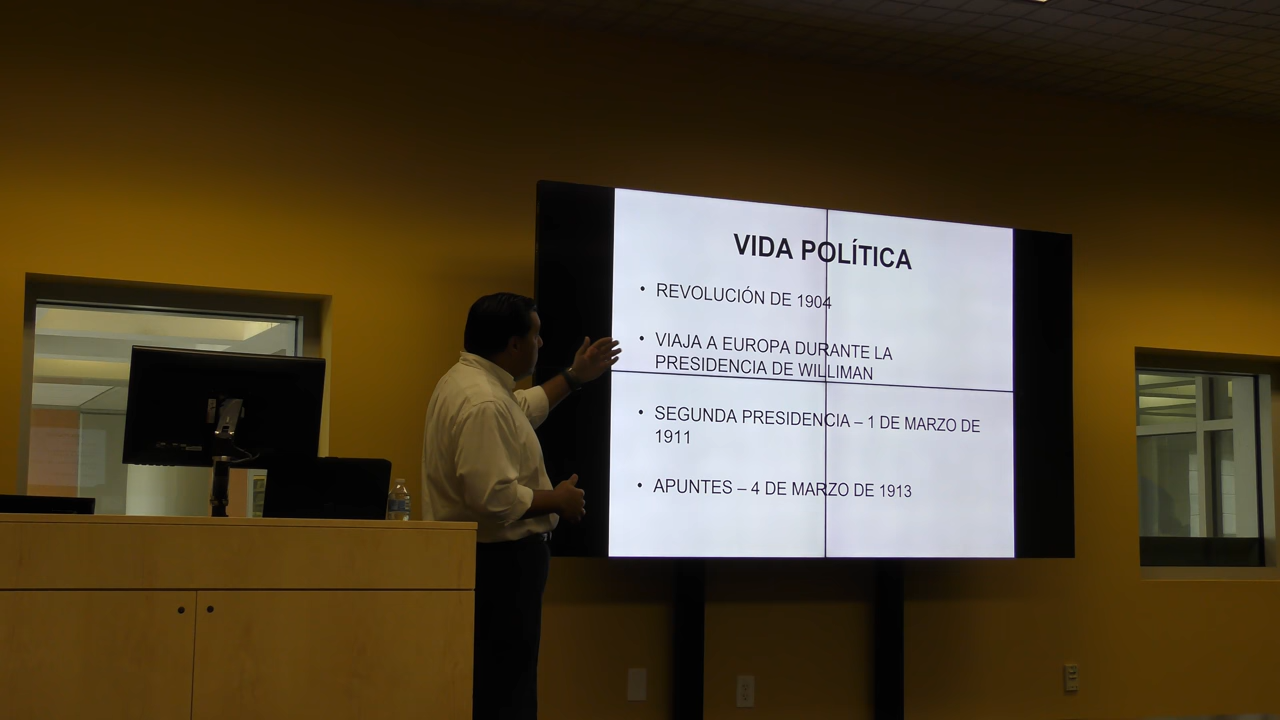 VIDA POLÍTICA
• REVOLUCIÓN DE 1904
• VIAJA A EUROPA DURANTE LA
PRESIDENCIA DE WILLIMAN
• SEGUNDA PRESIDENCIA – 1 DE MARZO DE
1911
• APUNTES – 4 DE MARZO DE 1913